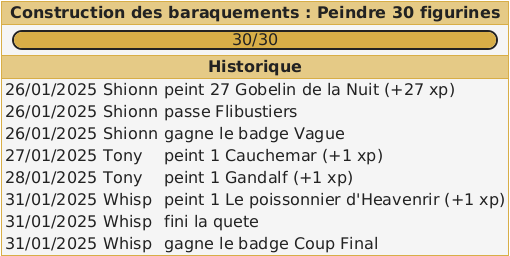 Construction des baraquements : Peindre 30 figurines
30/30
Historique
26/01/2025 Shionn peint 27 Gobelin de la Nuit (+27 xp)
26/01/2025 Shionn passe Flibustiers
26/01/2025 Shionn gagne le badge Vague
27/01/2025 Tony peint 1 Cauchemar (+1 xp)
28/01/2025 Tony peint 1 Gandalf (+1 xp)
31/01/2025 Whisp peint 1 Le poissonnier d'Heavenrir (+1 xp)
31/01/2025 Whisp fini la quete
31/01/2025 Whisp gagne le badge Coup Final